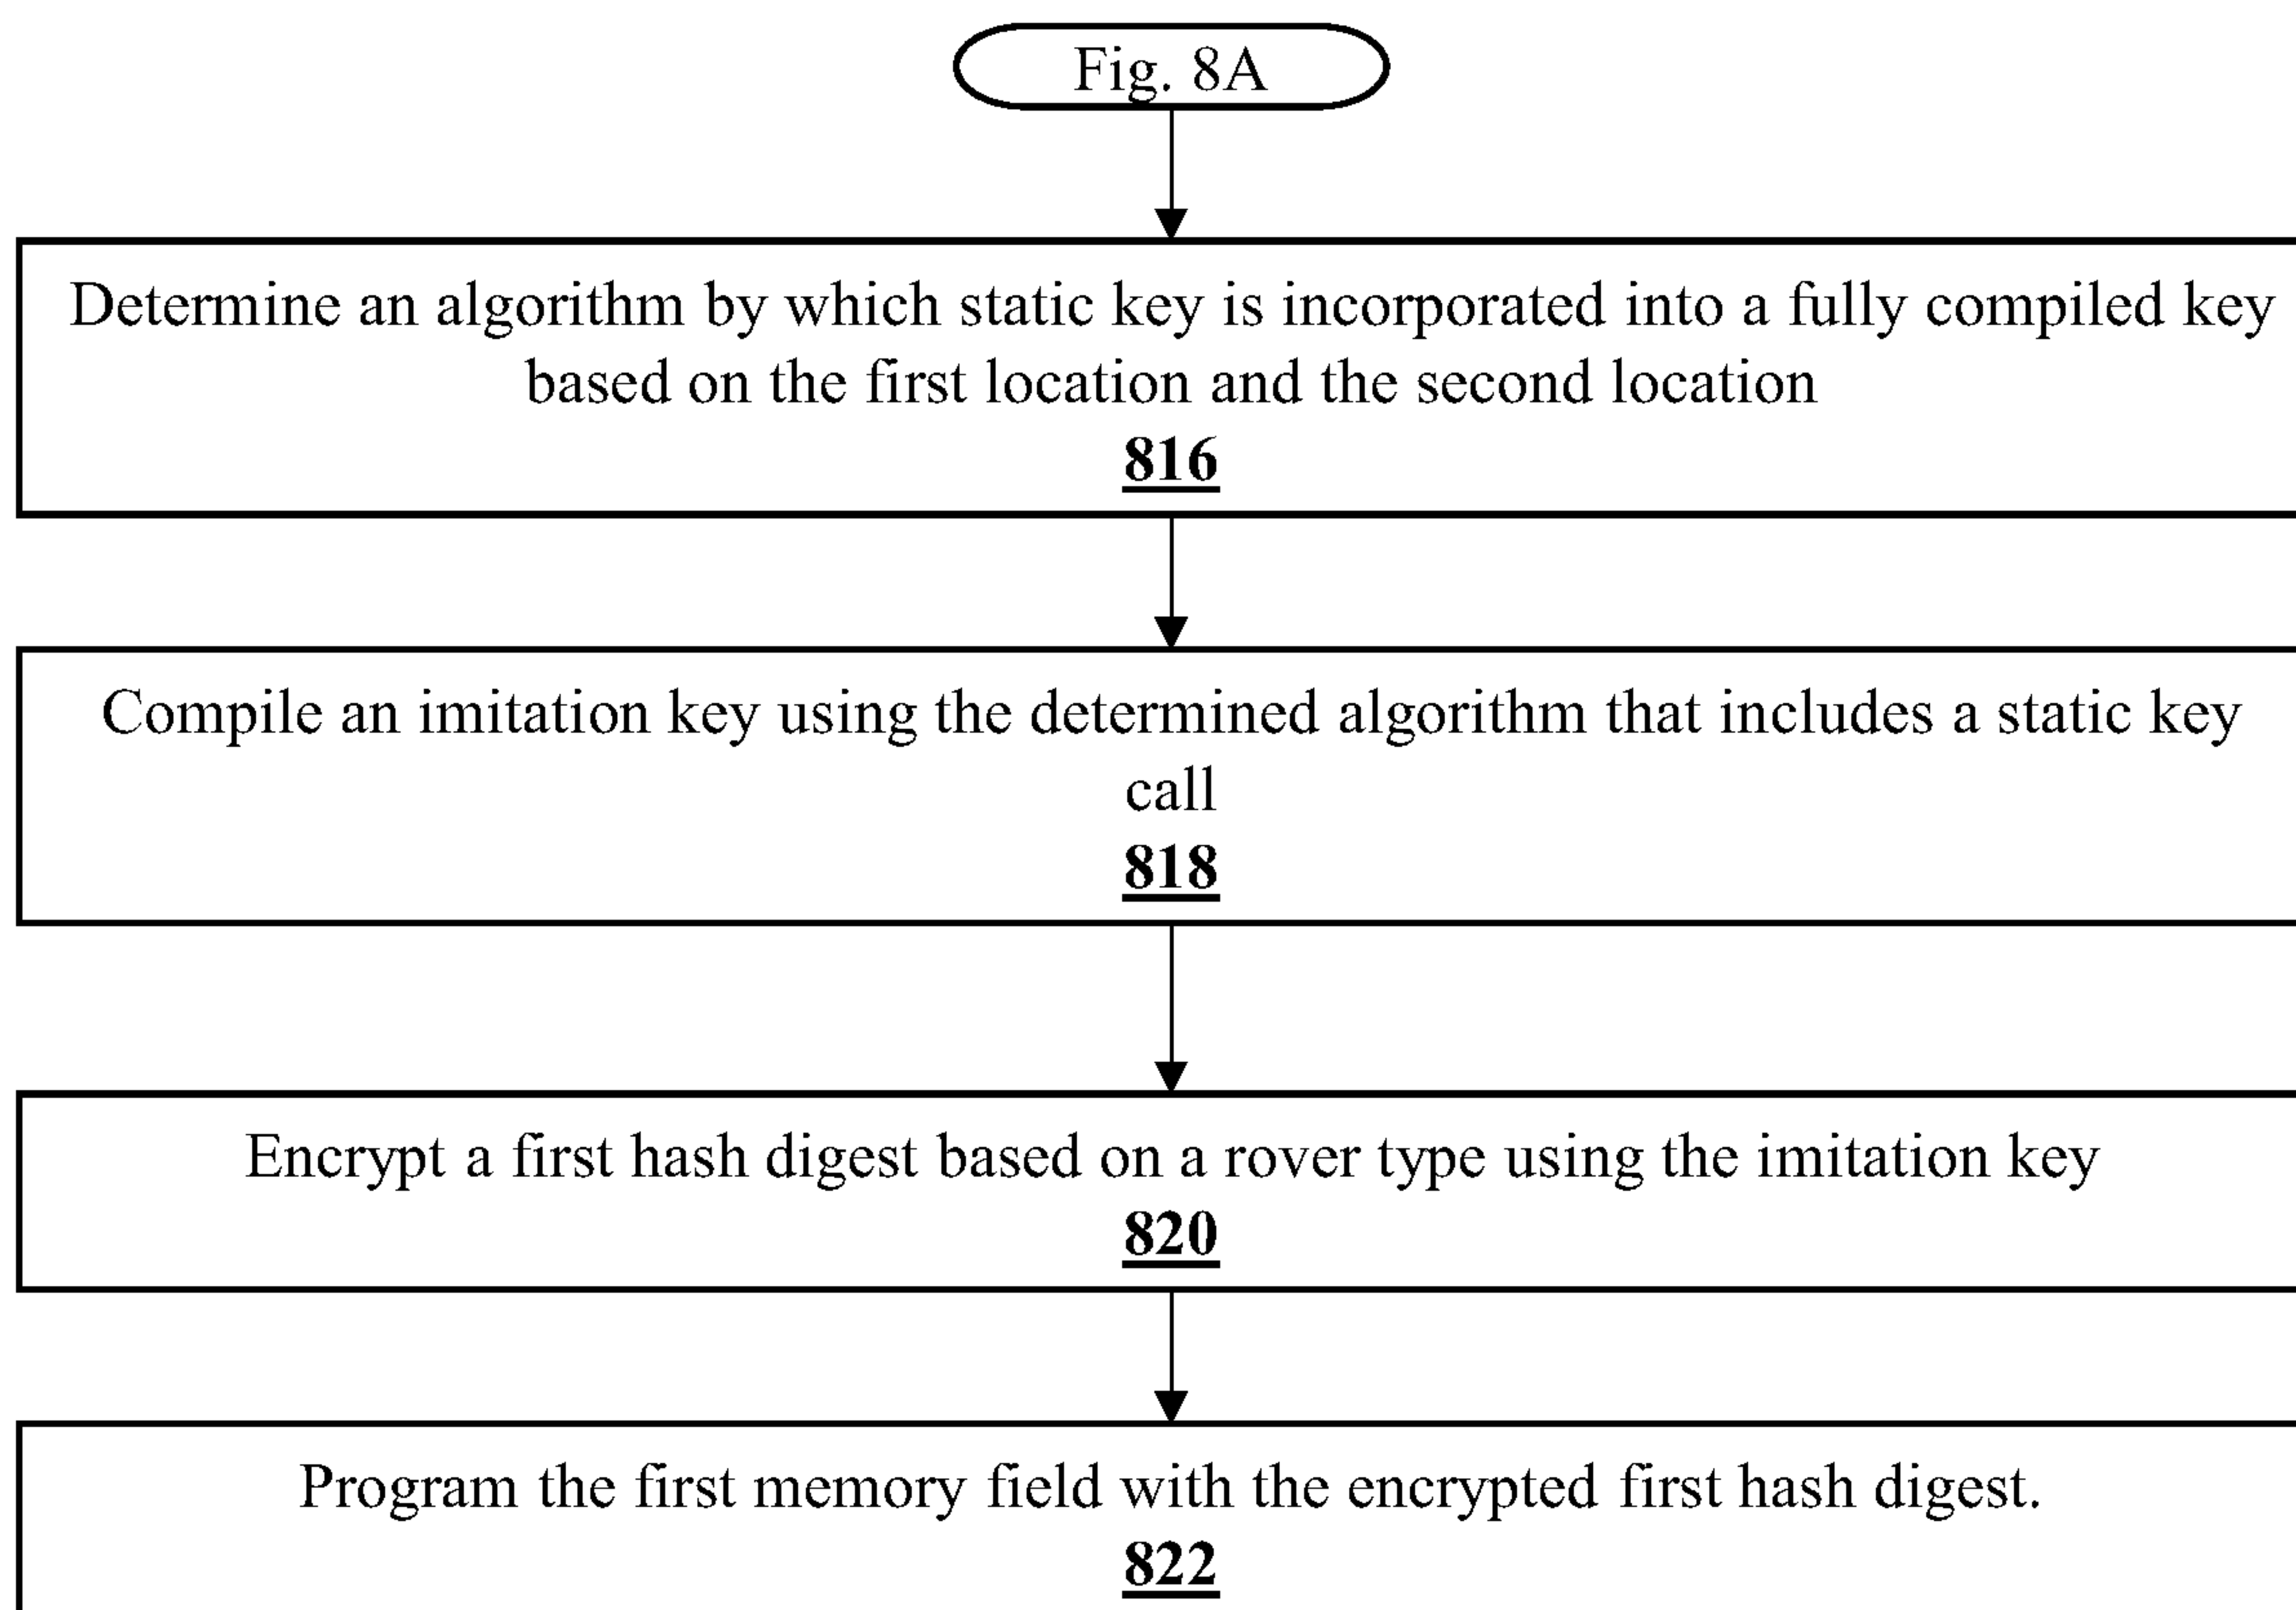 Fig. 8A
Determine an algorithm by which static key is incorporated into a fully compiled key
based on the first location and the second location
816
Compile an imitation key using the determined algorithm that includes a static key
call
818
Encrypt a first hash digest based on a rover type using the imitation key
820
Program the first memory field with the encrypted first hash digest.
822